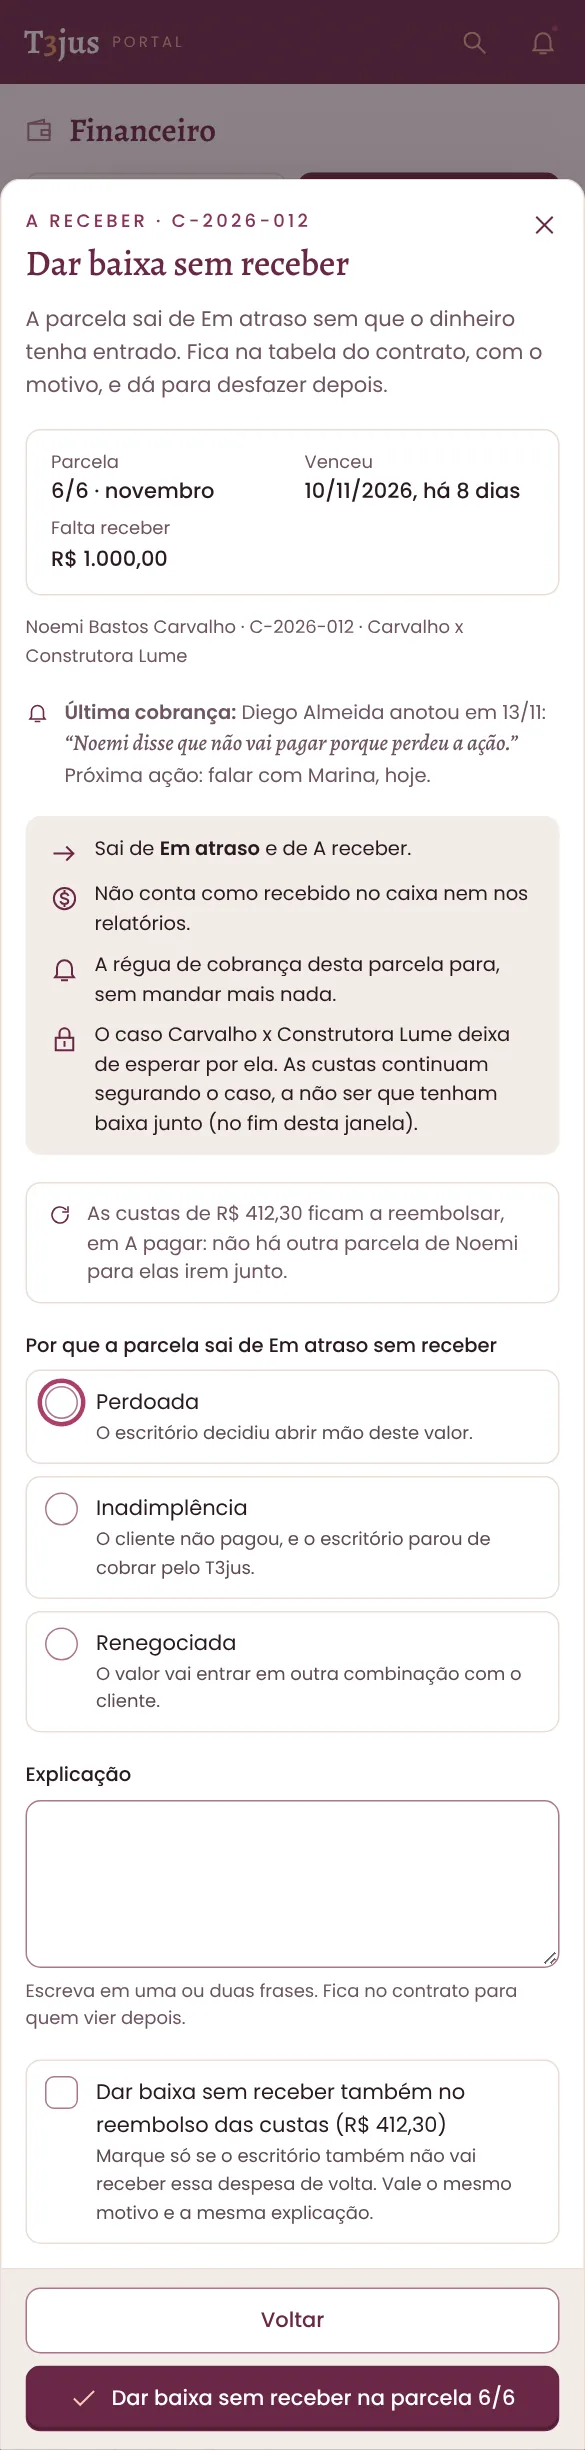 T3jus PORTAL
Financeiro
A RECEBER · C-2026-012
Dar baixa sem receber
A parcela sai de Em atraso sem que o dinheiro
tenha entrado. Fica na tabela do contrato, com o
motivo, e dá para desfazer depois.
Parcela
6/6 · novembro
Venceu
10/11/2026, há 8 dias
Falta receber
R$ 1.000,00
Noemi Bastos Carvalho · C-2026-012 · Carvalho x
Construtora Lume
Última cobrança: Diego Almeida anotou em 13/11:
“Noemi disse que não vai pagar porque perdeu a ação.”
Próxima ação: falar com Marina, hoje.
Sai de Em atraso e de A receber.
Não conta como recebido no caixa nem nos
relatórios.
A régua de cobrança desta parcela para,
sem mandar mais nada.
O caso Carvalho x Construtora Lume deixa
de esperar por ela. As custas continuam
segurando o caso, a não ser que tenham
baixa junto (no fim desta janela).
As custas de R$ 412,30 ficam a reembolsar,
em A pagar: não há outra parcela de Noemi
para elas irem junto.
Por que a parcela sai de Em atraso sem receber
Perdoada
O escritório decidiu abrir mão deste valor.
Inadimplência
O cliente não pagou, e o escritório parou de
cobrar pelo T3jus.
Renegociada
O valor vai entrar em outra combinação com o
cliente.
Explicação
Escreva em uma ou duas frases. Fica no contrato para
quem vier depois.
Dar baixa sem receber também no
reembolso das custas (R$ 412,30)
Marque só se o escritório também não vai
receber essa despesa de volta. Vale o mesmo
motivo e a mesma explicação.
Voltar
Dar baixa sem receber na parcela 6/6